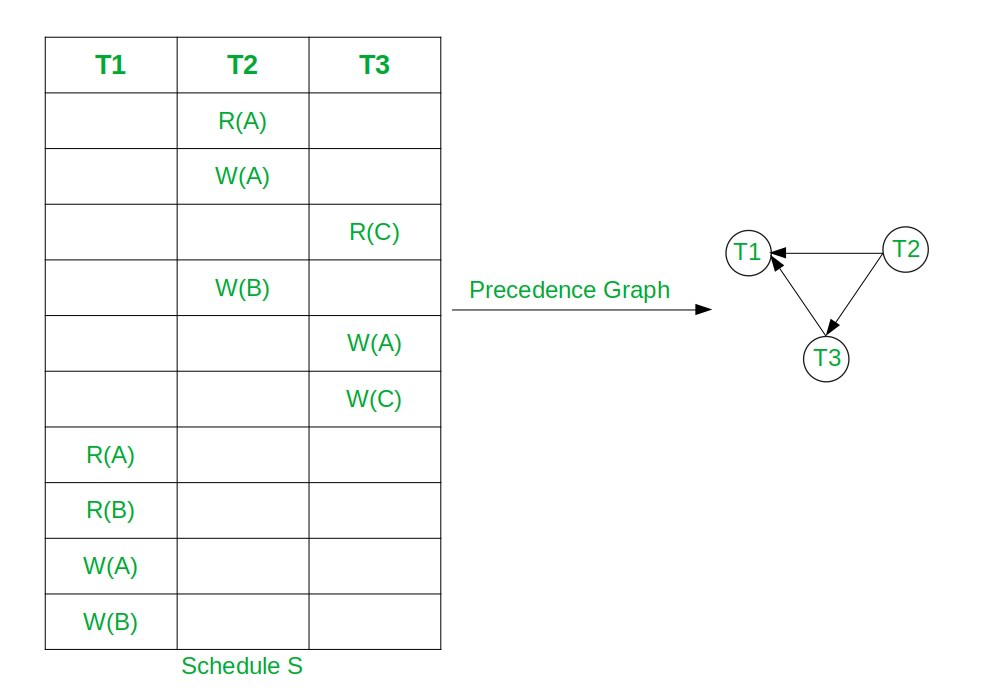 T1 T2 T3
R(A)
W(A)
R(C)
W(B)
W(A)
W(C)
R(A)
R(B)
W(A)
W(B)
Schedule S
Precedence Graph
T1 T2
T3